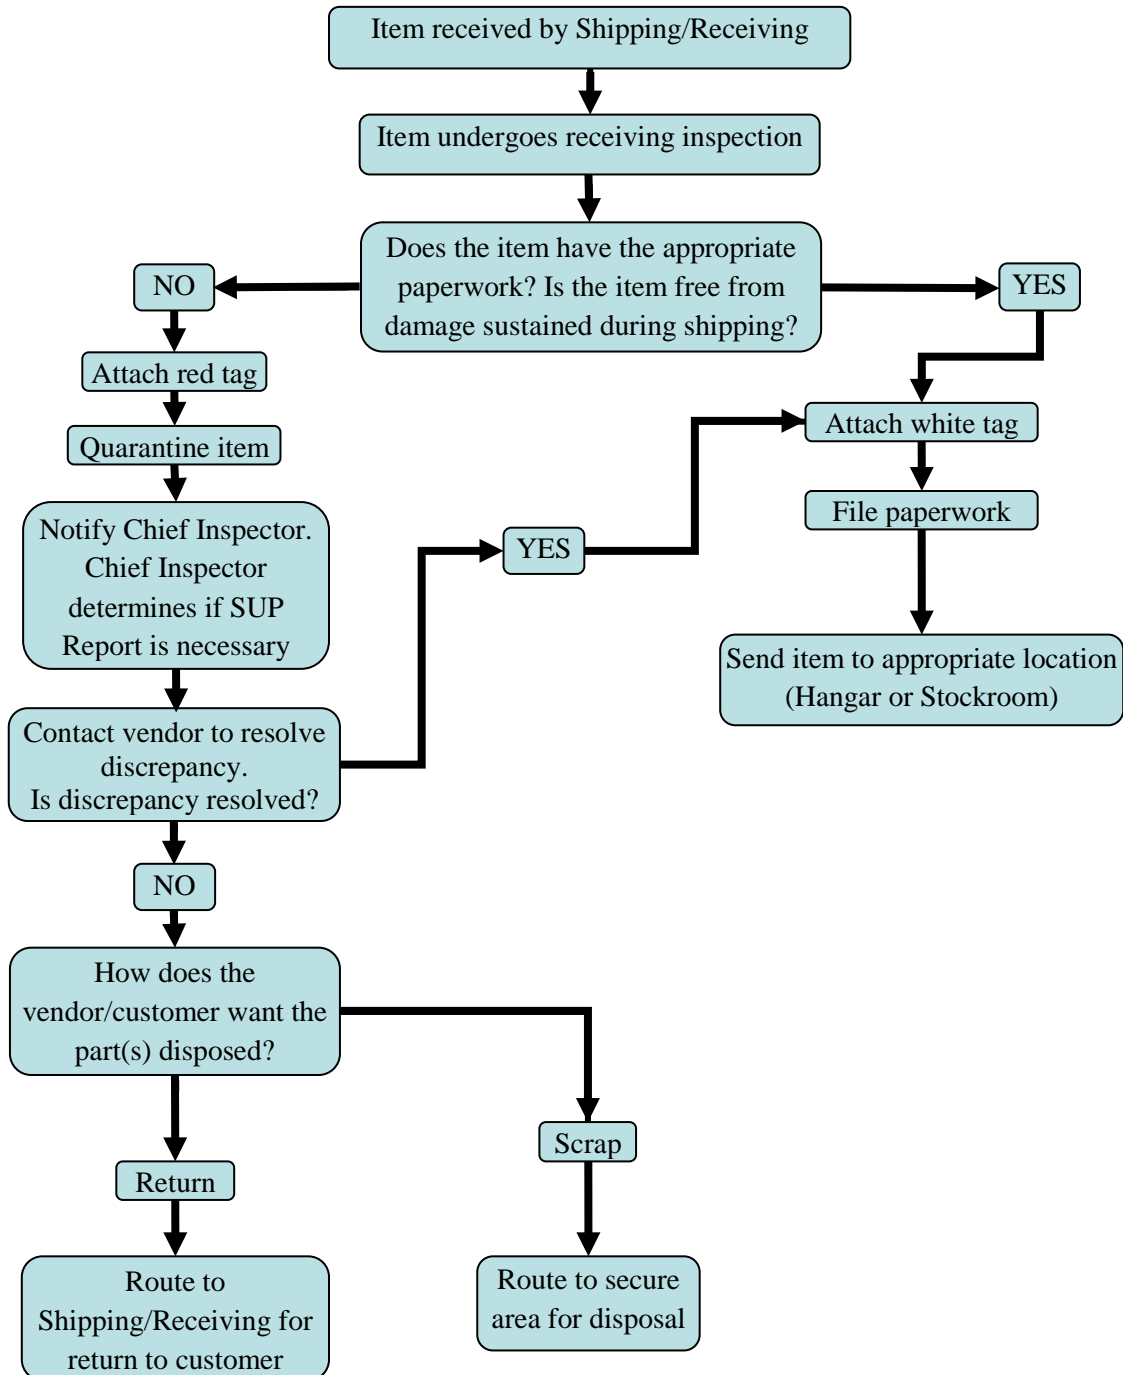 Item received by Shipping/Receiving
Item undergoes receiving inspection
Does the item have the appropriate
paperwork? Is the item free from
damage sustained during shipping?
NO
YES
Attach red tag
Attach white tag
Quarantine item
File paperwork
Notify Chief Inspector.
Chief Inspector
determines if SUP
Report is necessary
YES
Send item to appropriate location
(Hangar or Stockroom)
Contact vendor to resolve
discrepancy.
Is discrepancy resolved?
NO
How does the
vendor/customer want the
part(s) disposed?
Scrap
Return
Route to
Shipping/Receiving for
return to customer
Route to secure
area for disposal